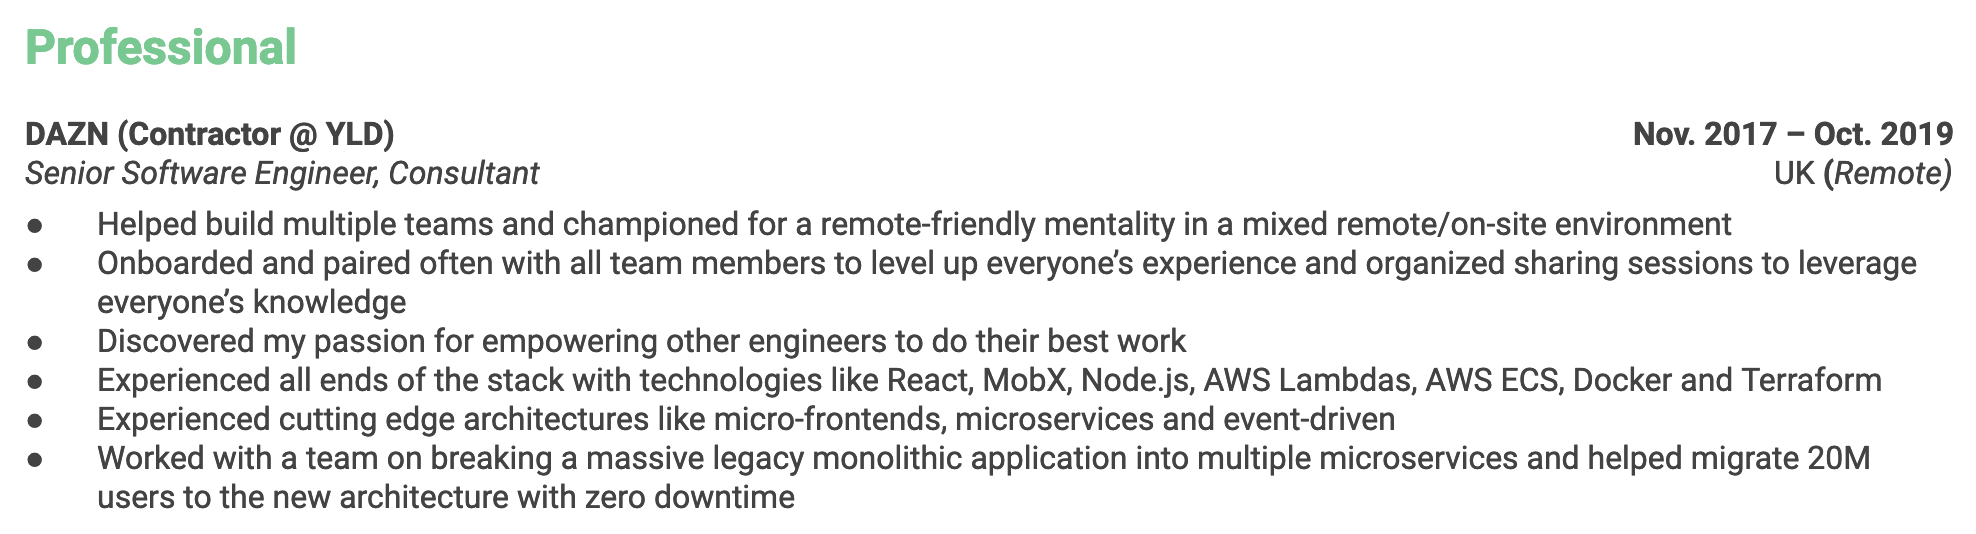 Professional
DAZN (Contractor @ YLD) Nov. 2017 – Oct. 2019
Senior Software Engineer, Consultant UK (Remote)
● Helped build multiple teams and championed for a remote-friendly mentality in a mixed remote/on-site environment
● Onboarded and paired often with all team members to level up everyone’s experience and organized sharing sessions to leverage
everyone’s knowledge
● Discovered my passion for empowering other engineers to do their best work
● Experienced all ends of the stack with technologies like React, MobX, Node.js, AWS Lambdas, AWS ECS, Docker and Terraform
● Experienced cutting edge architectures like micro-frontends, microservices and event-driven
● Worked with a team on breaking a massive legacy monolithic application into multiple microservices and helped migrate 20M
users to the new architecture with zero downtime